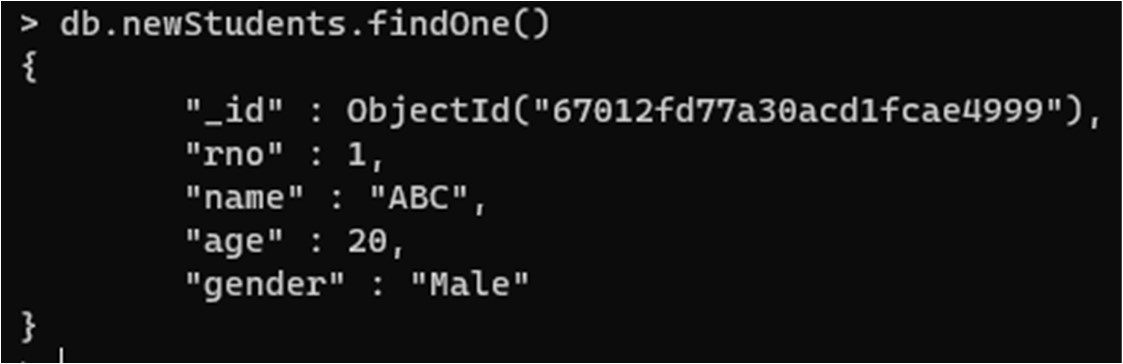 > db.newStudents.findOne()
{
"_id" : ObjectId("67012fd77a30acd1fcae4999"),
"rno" : 1,
"name" : "ABC",
"age" : 20,
"gender" : "Male"
}